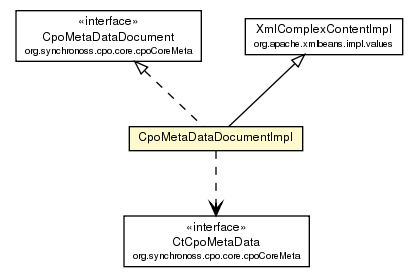 «interface»
CpoMetaDataDocument
org.synchronoss.cpo.core.cpoCoreMeta
XmlComplexContentImpl
org.apache.xmlbeans.impl.values
CpoMetaDataDocumentImpl
«interface»
CtCpoMetaData
org.synchronoss.cpo.core.cpoCoreMeta